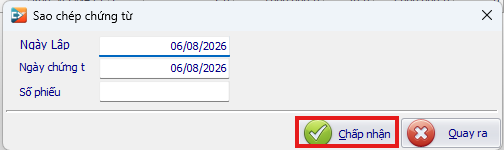 Sao chép chứng từ
Ngày Lập 06/08/2026
Ngày chứng t 06/08/2026
Số phiếu
Chấp nhận Quay ra